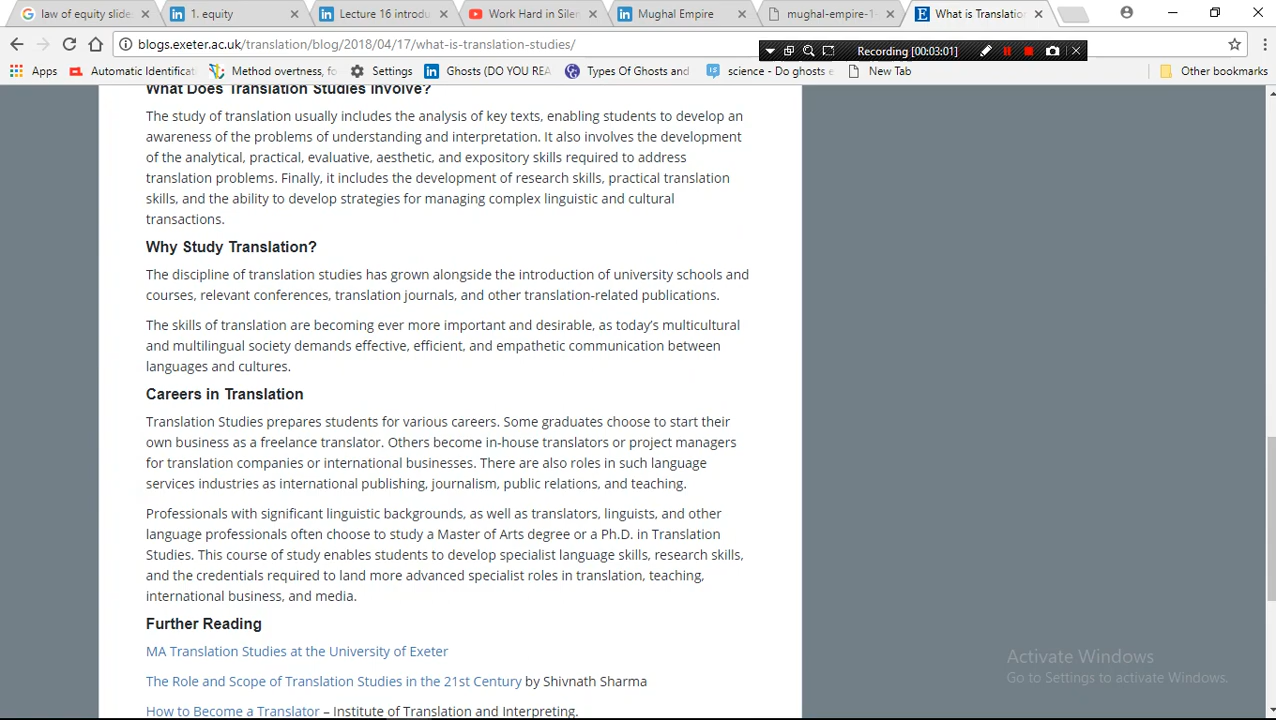 law of equity slide
1. equity
Lecture 16 introdu
Work Hard in Silen
Mughal Empire
mughal-empire-1-
What is Translation
blogs.exeter.ac.uk/translation/blog/2018/04/17/what-is-translation-studies/
Recording [00:03:01]
Apps
Automatic Identificat
Method overtness, fo
Settings
Ghosts (DO YOU REA
Types Of Ghosts and
science - Do ghosts e
New Tab
Other bookmarks
What Does Translation Studies Involve?
The study of translation usually includes the analysis of key texts, enabling students to develop an
awareness of the problems of understanding and interpretation. It also involves the development
of the analytical, practical, evaluative, aesthetic, and expository skills required to address
translation problems. Finally, it includes the development of research skills, practical translation
skills, and the ability to develop strategies for managing complex linguistic and cultural
transactions.
Why Study Translation?
The discipline of translation studies has grown alongside the introduction of university schools and
courses, relevant conferences, translation journals, and other translation-related publications.
The skills of translation are becoming ever more important and desirable, as today's multicultural
and multilingual society demands effective, efficient, and empathetic communication between
languages and cultures.
Careers in Translation
Translation Studies prepares students for various careers. Some graduates choose to start their
own business as a freelance translator. Others become in-house translators or project managers
for translation companies or international businesses. There are also roles in such language
services industries as international publishing, journalism, public relations, and teaching.
Professionals with significant linguistic backgrounds, as well as translators, linguists, and other
language professionals often choose to study a Master of Arts degree or a Ph.D. in Translation
Studies. This course of study enables students to develop specialist language skills, research skills,
and the credentials required to land more advanced specialist roles in translation, teaching,
international business, and media.
Further Reading
MA Translation Studies at the University of Exeter
The Role and Scope of Translation Studies in the 21st Century by Shivnath Sharma
How to Become a Translator – Institute of Translation and Interpreting.
Activate Windows
Go to Settings to activate Windows.